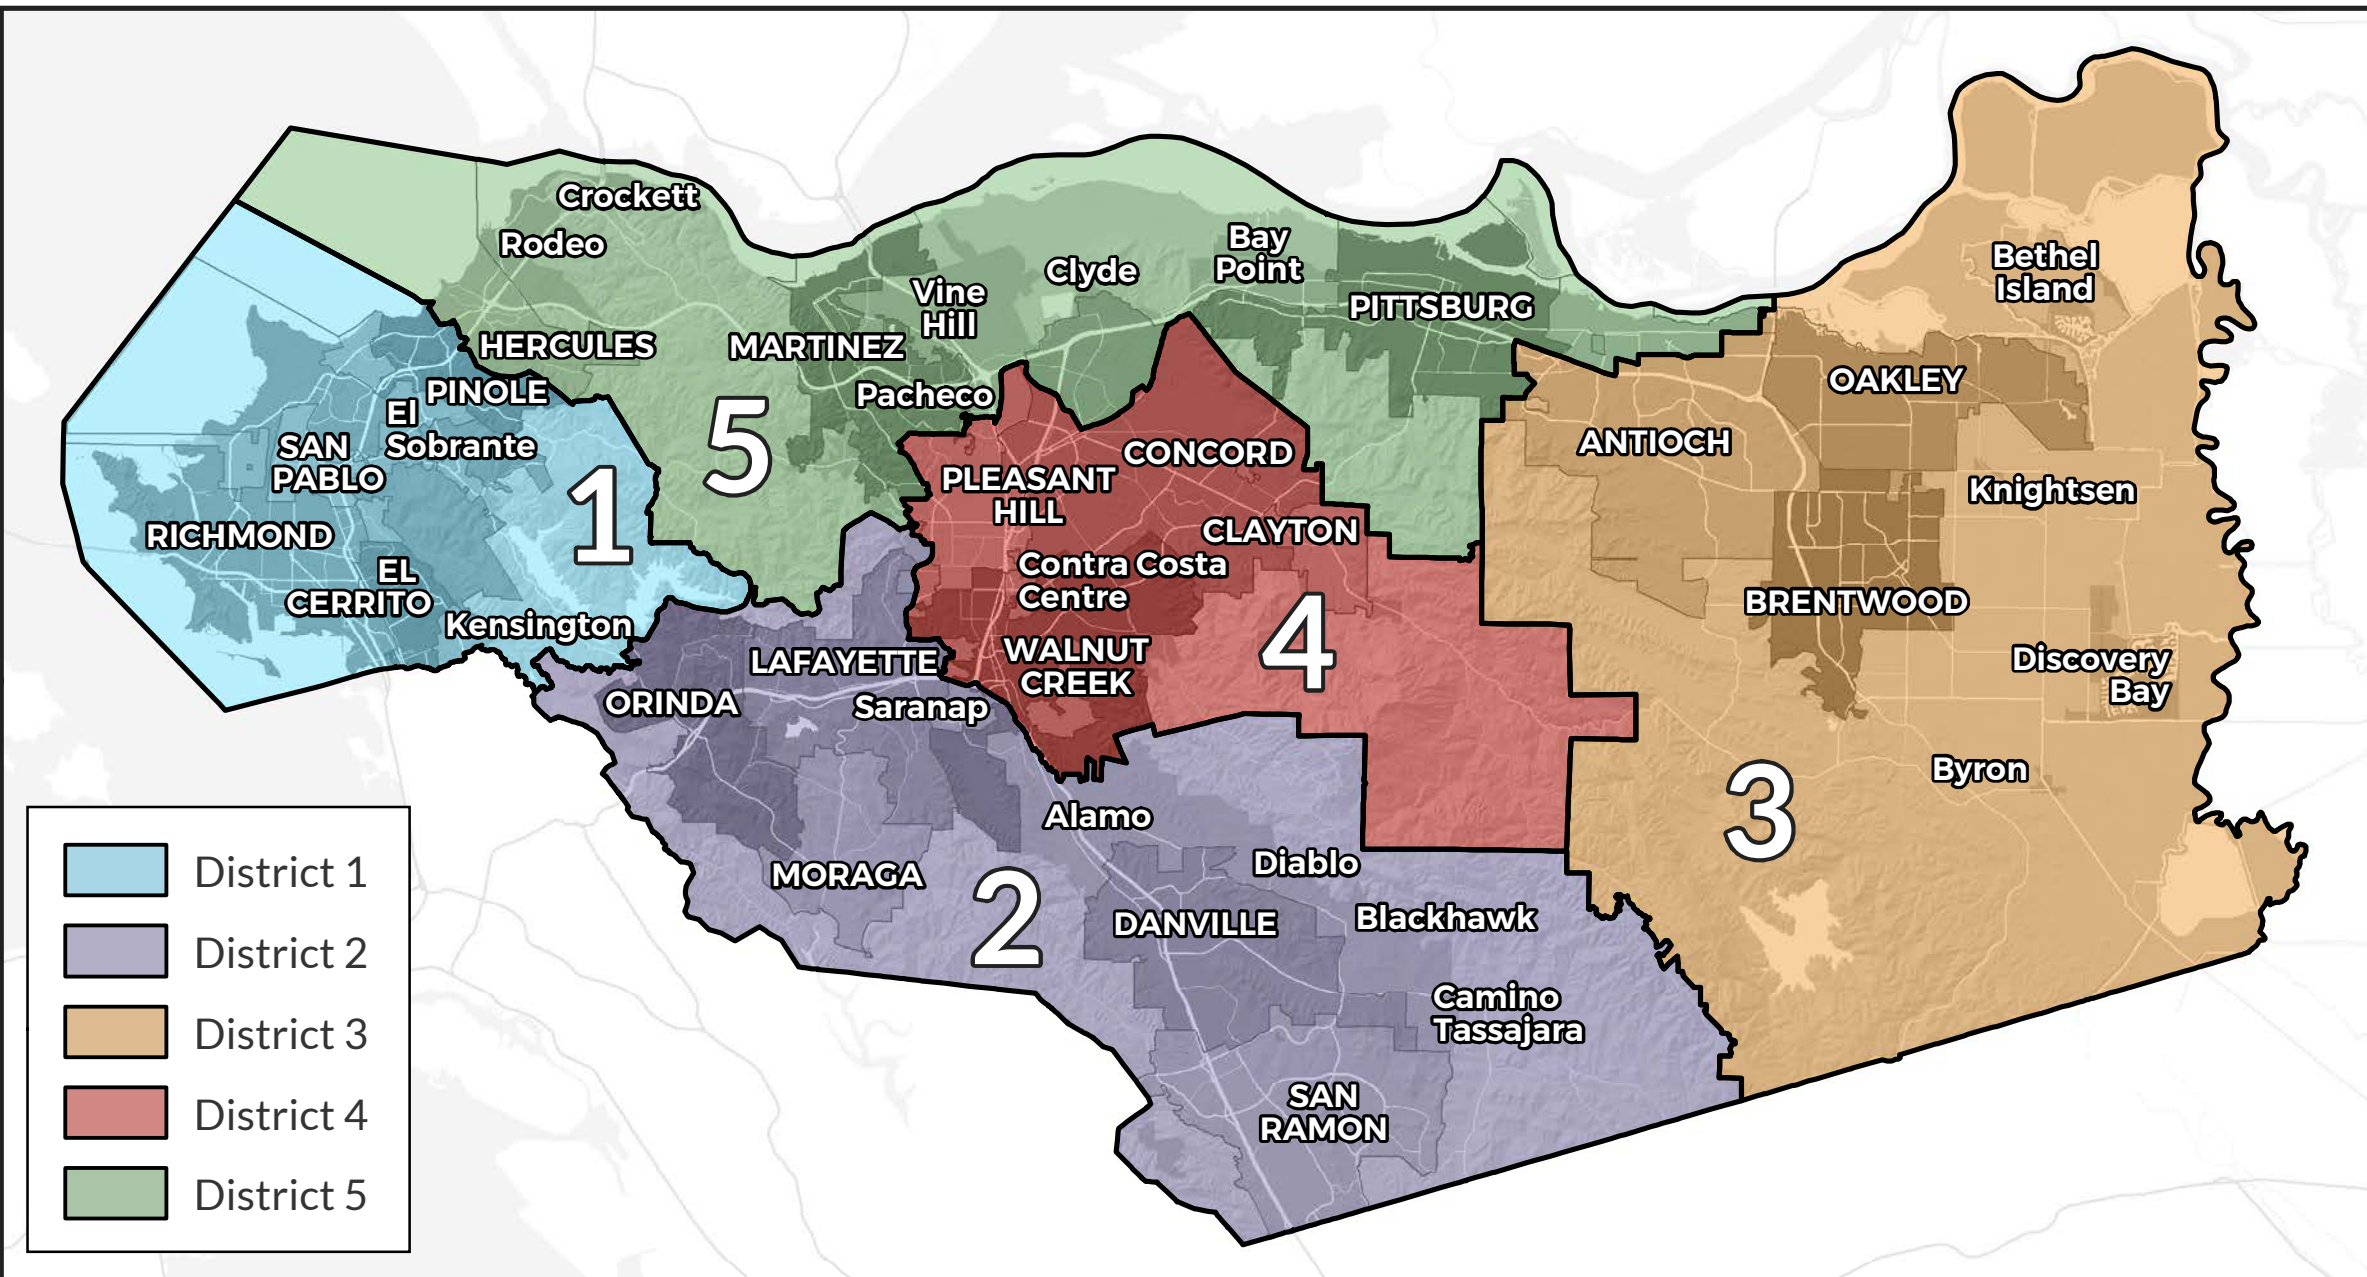 Crockett
Rodeo
Bay
Point
Clyde
Vine
Hill
Bethel
Island
PITTSBURG
HERCULES
MARTINEZ
PINOLE
Pacheco
OAKLEY
El
Sobrante
SAN
PABLO
5
ANTIOCH
CONCORD
PLEASANT
HILL
Knightsen
1
RICHMOND
CLAYTON
EL
CERRITO
Contra Costa
Centre
BRENTWOOD
Kensington
4
LAFAYETTE
WALNUT
CREEK
Discovery
Bay
ORINDA
Saranap
Byron
3
Alamo
Diablo
MORAGA
2
DANVILLE
Blackhawk
Camino
Tassajara
SAN
RAMON
District 1
District 2
District 3
District 4
District 5